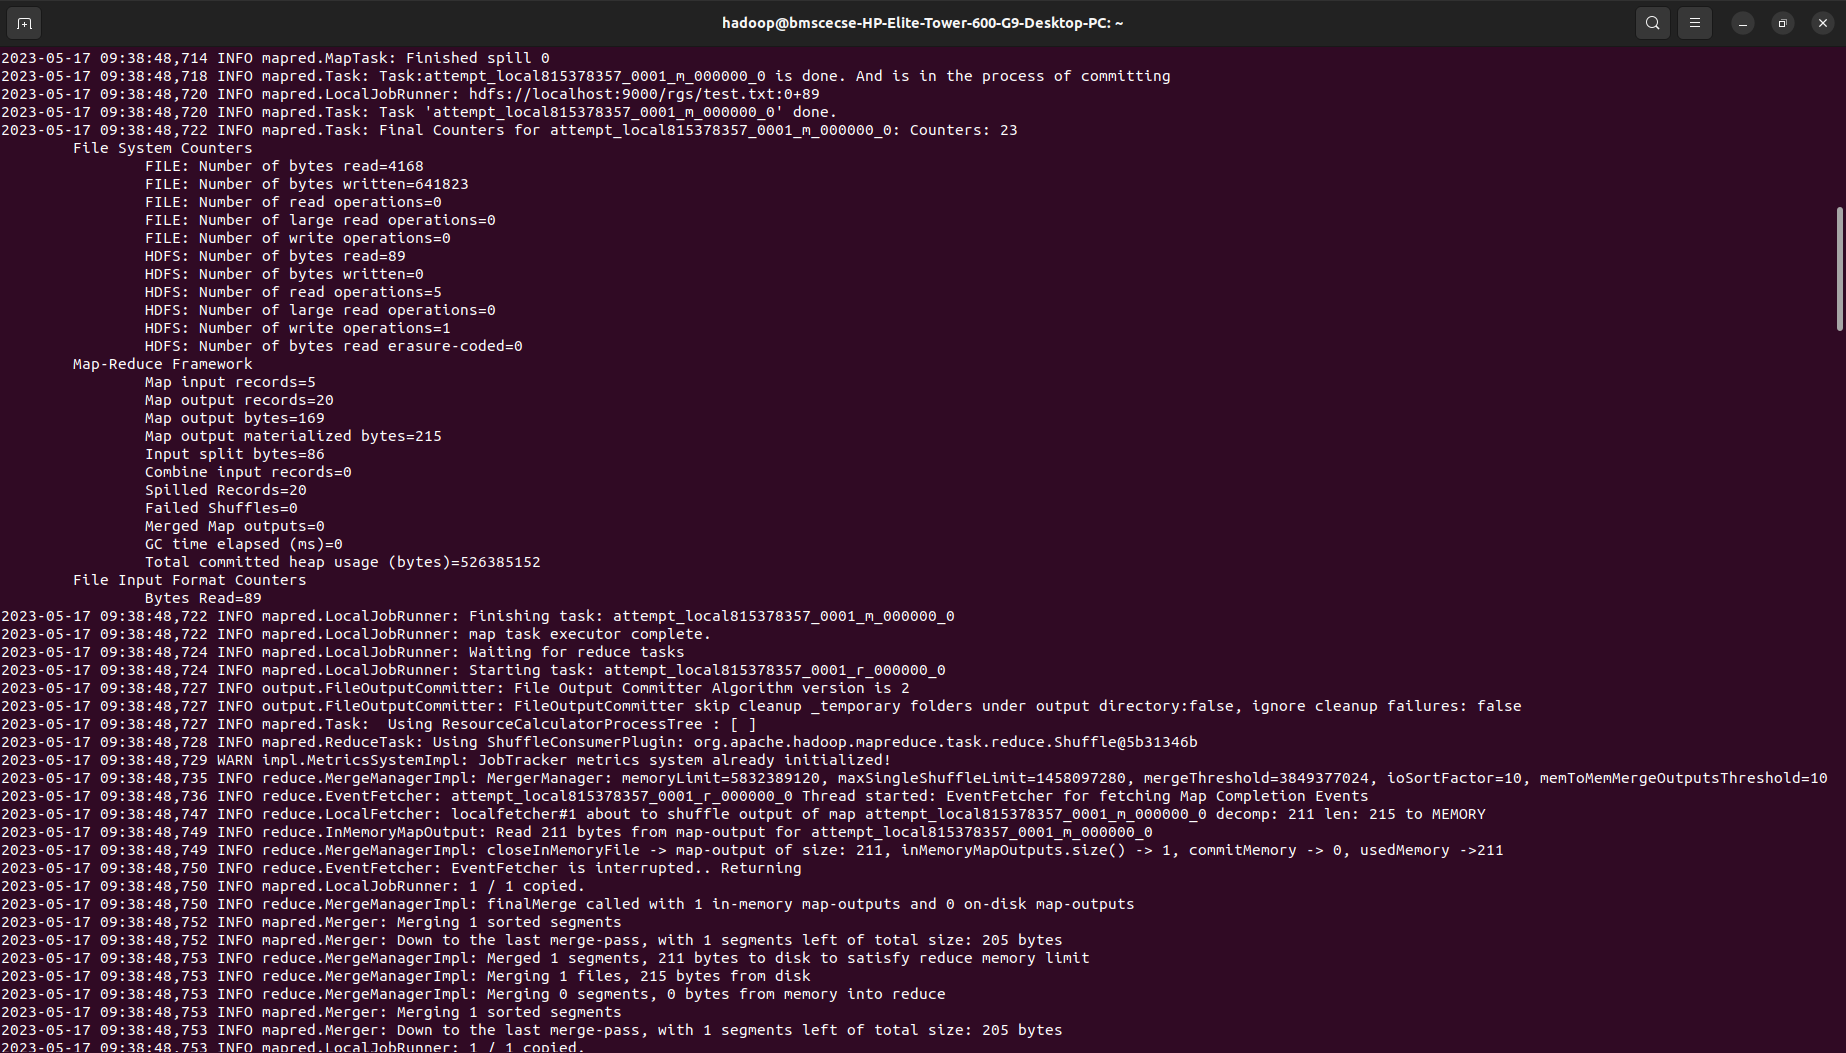 hadoop@bmscecse-HP-Elite-Tower-600-G9-Desktop-PC: ~
2023-05-17 09:38:48,714 INFO mapred.MapTask: Finished spill 0
2023-05-17 09:38:48,718 INFO mapred.Task: Task:attempt_local815378357_0001_m_000000_0 is done. And is in the process of committing
2023-05-17 09:38:48,720 INFO mapred.LocalJobRunner: hdfs://localhost:9000/rgs/test.txt:0+89
2023-05-17 09:38:48,720 INFO mapred.Task: Task 'attempt_local815378357_0001_m_000000_0' done.
2023-05-17 09:38:48,722 INFO mapred.Task: Final Counters for attempt_local815378357_0001_m_000000_0: Counters: 23
File System Counters
FILE: Number of bytes read=4168
FILE: Number of bytes written=641823
FILE: Number of read operations=0
FILE: Number of large read operations=0
FILE: Number of write operations=0
HDFS: Number of bytes read=89
HDFS: Number of bytes written=0
HDFS: Number of read operations=5
HDFS: Number of large read operations=0
HDFS: Number of write operations=1
HDFS: Number of bytes read erasure-coded=0
Map-Reduce Framework
Map input records=5
Map output records=20
Map output bytes=169
Map output materialized bytes=215
Input split bytes=86
Combine input records=0
Spilled Records=20
Failed Shuffles=0
Merged Map outputs=0
GC time elapsed (ms)=0
Total committed heap usage (bytes)=526385152
File Input Format Counters
Bytes Read=89
2023-05-17 09:38:48,722 INFO mapred.LocalJobRunner: Finishing task: attempt_local815378357_0001_m_000000_0
2023-05-17 09:38:48,722 INFO mapred.LocalJobRunner: map task executor complete.
2023-05-17 09:38:48,724 INFO mapred.LocalJobRunner: Waiting for reduce tasks
2023-05-17 09:38:48,724 INFO mapred.LocalJobRunner: Starting task: attempt_local815378357_0001_r_000000_0
2023-05-17 09:38:48,727 INFO output.FileOutputCommitter: File Output Committer Algorithm version is 2
2023-05-17 09:38:48,727 INFO output.FileOutputCommitter: FileOutputCommitter skip cleanup _temporary folders under output directory:false, ignore cleanup failures: false
2023-05-17 09:38:48,727 INFO mapred.Task:  Using ResourceCalculatorProcessTree : [ ]
2023-05-17 09:38:48,728 INFO mapred.ReduceTask: Using ShuffleConsumerPlugin: org.apache.hadoop.mapreduce.task.reduce.Shuffle@5b31346b
2023-05-17 09:38:48,729 WARN impl.MetricsSystemImpl: JobTracker metrics system already initialized!
2023-05-17 09:38:48,735 INFO reduce.MergeManagerImpl: MergerManager: memoryLimit=5832389120, maxSingleShuffleLimit=1458097280, mergeThreshold=3849377024, ioSortFactor=10, memToMemMergeOutputsThreshold=10
2023-05-17 09:38:48,736 INFO reduce.EventFetcher: attempt_local815378357_0001_r_000000_0 Thread started: EventFetcher for fetching Map Completion Events
2023-05-17 09:38:48,747 INFO reduce.LocalFetcher: localfetcher#1 about to shuffle output of map attempt_local815378357_0001_m_000000_0 decomp: 211 len: 215 to MEMORY
2023-05-17 09:38:48,749 INFO reduce.InMemoryMapOutput: Read 211 bytes from map-output for attempt_local815378357_0001_m_000000_0
2023-05-17 09:38:48,749 INFO reduce.MergeManagerImpl: closeInMemoryFile -> map-output of size: 211, inMemoryMapOutputs.size() -> 1, commitMemory -> 0, usedMemory ->211
2023-05-17 09:38:48,750 INFO reduce.EventFetcher: EventFetcher is interrupted.. Returning
2023-05-17 09:38:48,750 INFO mapred.LocalJobRunner: 1 / 1 copied.
2023-05-17 09:38:48,750 INFO reduce.MergeManagerImpl: finalMerge called with 1 in-memory map-outputs and 0 on-disk map-outputs
2023-05-17 09:38:48,752 INFO mapred.Merger: Merging 1 sorted segments
2023-05-17 09:38:48,752 INFO mapred.Merger: Down to the last merge-pass, with 1 segments left of total size: 205 bytes
2023-05-17 09:38:48,753 INFO reduce.MergeManagerImpl: Merged 1 segments, 211 bytes to disk to satisfy reduce memory limit
2023-05-17 09:38:48,753 INFO reduce.MergeManagerImpl: Merging 1 files, 215 bytes from disk
2023-05-17 09:38:48,753 INFO reduce.MergeManagerImpl: Merging 0 segments, 0 bytes from memory into reduce
2023-05-17 09:38:48,753 INFO mapred.Merger: Merging 1 sorted segments
2023-05-17 09:38:48,753 INFO mapred.Merger: Down to the last merge-pass, with 1 segments left of total size: 205 bytes
2023-05-17 09:38:48,753 INFO mapred.LocalJobRunner: 1 / 1 copied.